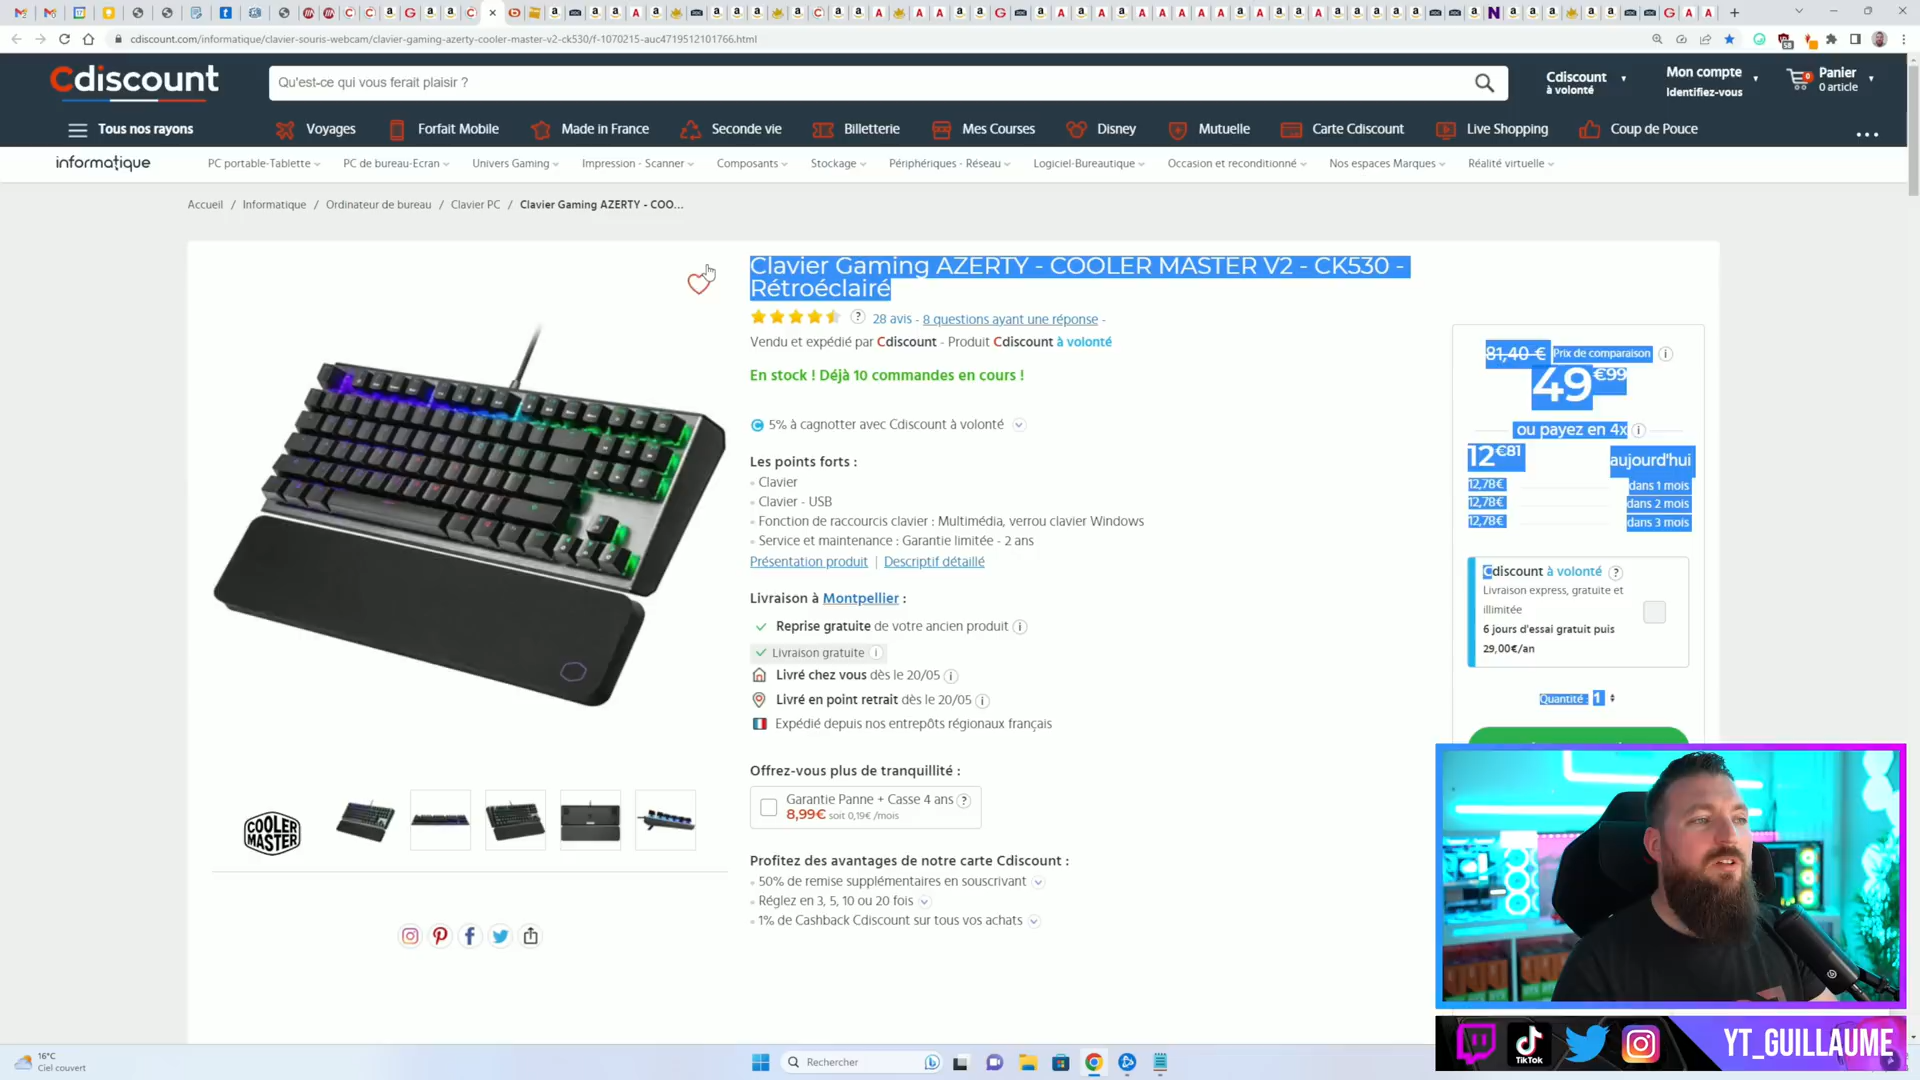 58
cdiscount.com/informatique/clavier-souris-webcam/clavier-gaming-azerty-cooler-master-v2-ck530/f-1070215-auc4719512101766.html
Cdiscount
Qu'est-ce qui vous ferait plaisir ?
Cdiscount
à volonté
Mon compte
Identifiez-vous
0
Panier
0 article
Tous nos rayons
Voyages
Forfait Mobile
Made in France
Seconde vie
Billetterie
Mes Courses
Disney
Mutuelle
Carte Cdiscount
Live Shopping
Coup de Pouce
informatique
PC portable-Tablette
PC de bureau-Ecran
Univers Gaming
Impression - Scanner
Composants
Stockage
Périphériques - Réseau
Logiciel-Bureautique
Occasion et reconditionné
Nos espaces Marques
Réalité virtuelle
Accueil / Informatique / Ordinateur de bureau / Clavier PC / Clavier Gaming AZERTY - COO...
Clavier Gaming AZERTY - COOLER MASTER V2 - CK530 -
Rétroéclairé
? 28 avis - 8 questions ayant une réponse -
Vendu et expédié par Cdiscount - Produit Cdiscount à volonté
En stock ! Déjà 10 commandes en cours !
5% à cagnotter avec Cdiscount à volonté
Les points forts :
Clavier
Clavier - USB
Fonction de raccourcis clavier : Multimédia, verrou clavier Windows
Service et maintenance : Garantie limitée - 2 ans
Présentation produit | Descriptif détaillé
Livraison à Montpellier :
Reprise gratuite de votre ancien produit i
Livraison gratuite i
Livré chez vous dès le 20/05 i
Livré en point retrait dès le 20/05 i
Expédié depuis nos entrepôts régionaux français
Offrez-vous plus de tranquillité :
Garantie Panne + Casse 4 ans ?
8,99€ soit 0,19€ /mois
Profitez des avantages de notre carte Cdiscount :
50% de remise supplémentaires en souscrivant
Réglez en 3, 5, 10 ou 20 fois
1% de Cashback Cdiscount sur tous vos achats
81,40 € Prix de comparaison i
49€99
ou payez en 4x i
12€81 aujourd'hui
12,78€ dans 1 mois
12,78€ dans 2 mois
12,78€ dans 3 mois
Cdiscount à volonté ?
Livraison express, gratuite et
illimitée
6 jours d'essai gratuit puis
29,00€/an
Quantité : 1
COOLER
MASTER
TikTok
YT_GUILLAUME
16°C
Ciel couvert
Rechercher